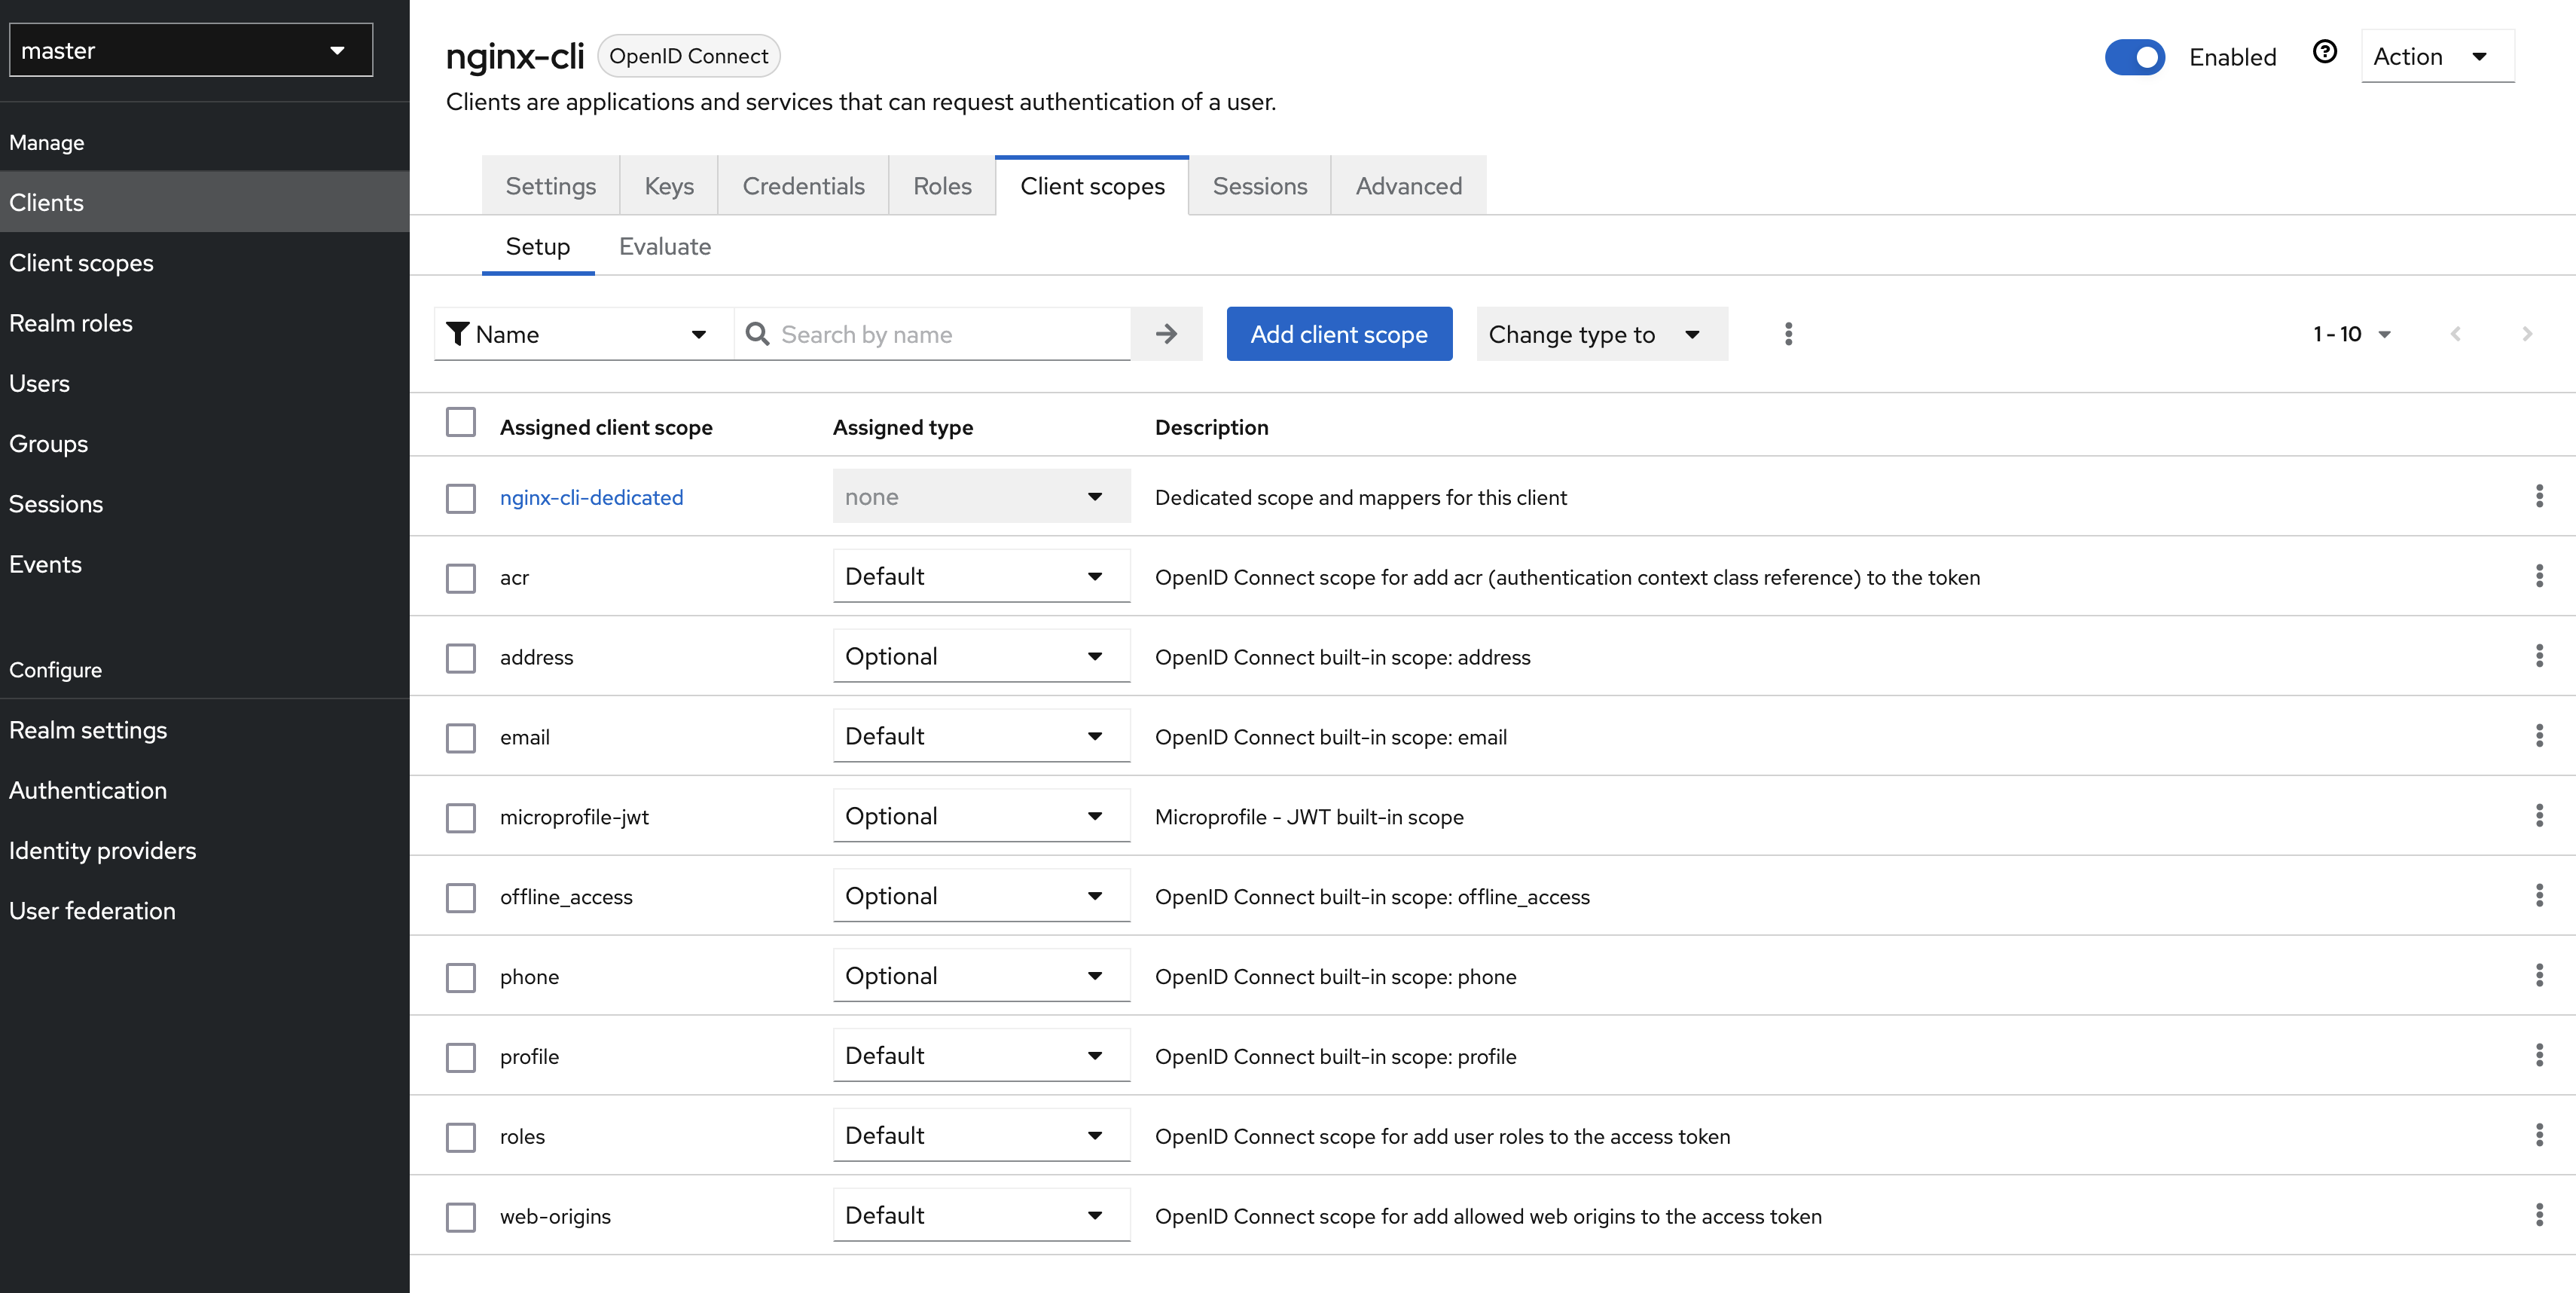 master
Manage
Clients
Client scopes
Realm roles
Users
Groups
Sessions
Events
Configure
Realm settings
Authentication
Identity providers
User federation
nginx-cli OpenID Connect
Enabled
Action
Clients are applications and services that can request authentication of a user.
Settings Keys Credentials Roles Client scopes Sessions Advanced
Setup Evaluate
Name Search by name Add client scope Change type to 1 - 10
Assigned client scope Assigned type Description
nginx-cli-dedicated none Dedicated scope and mappers for this client
acr Default OpenID Connect scope for add acr (authentication context class reference) to the token
address Optional OpenID Connect built-in scope: address
email Default OpenID Connect built-in scope: email
microprofile-jwt Optional Microprofile - JWT built-in scope
offline_access Optional OpenID Connect built-in scope: offline_access
phone Optional OpenID Connect built-in scope: phone
profile Default OpenID Connect built-in scope: profile
roles Default OpenID Connect scope for add user roles to the access token
web-origins Default OpenID Connect scope for add allowed web origins to the access token